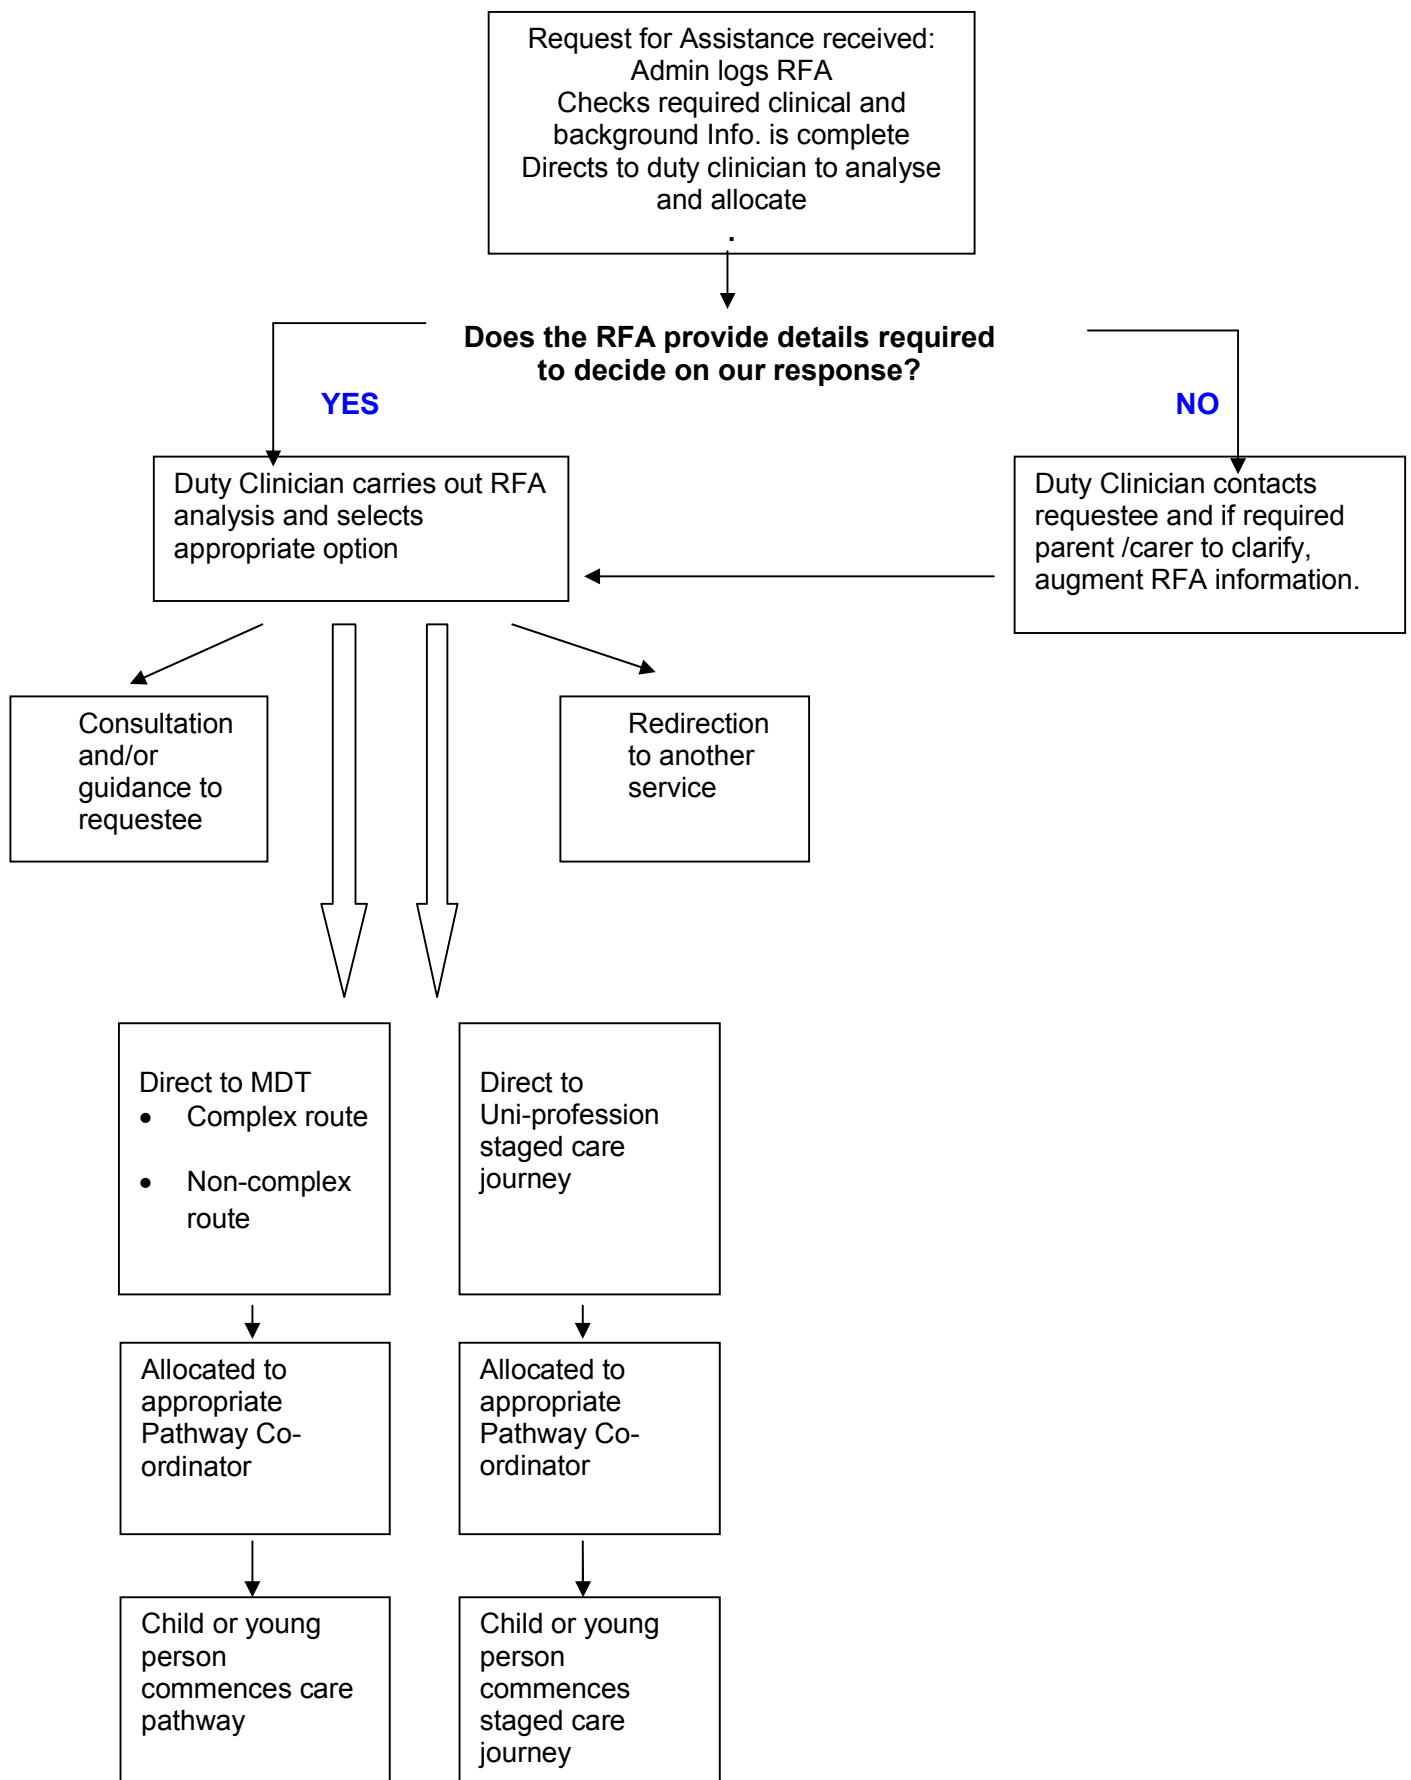 Request for Assistance received:
Admin logs RFA
Checks required clinical and
background Info. is complete
Directs to duty clinician to analyse
and allocate
.
Does the RFA provide details required
to decide on our response?
YES
NO
Duty Clinician carries out RFA
analysis and selects
appropriate option
Duty Clinician contacts
requestee and if required
parent /carer to clarify,
augment RFA information.
Consultation
and/or
guidance to
requestee
Redirection
to another
service
Direct to MDT
• Complex route
• Non-complex
route
Direct to
Uni-profession
staged care
journey
Allocated to
appropriate
Pathway Co-
ordinator
Allocated to
appropriate
Pathway Co-
ordinator
Child or young
person
commences care
pathway
Child or young
person
commences
staged care
journey